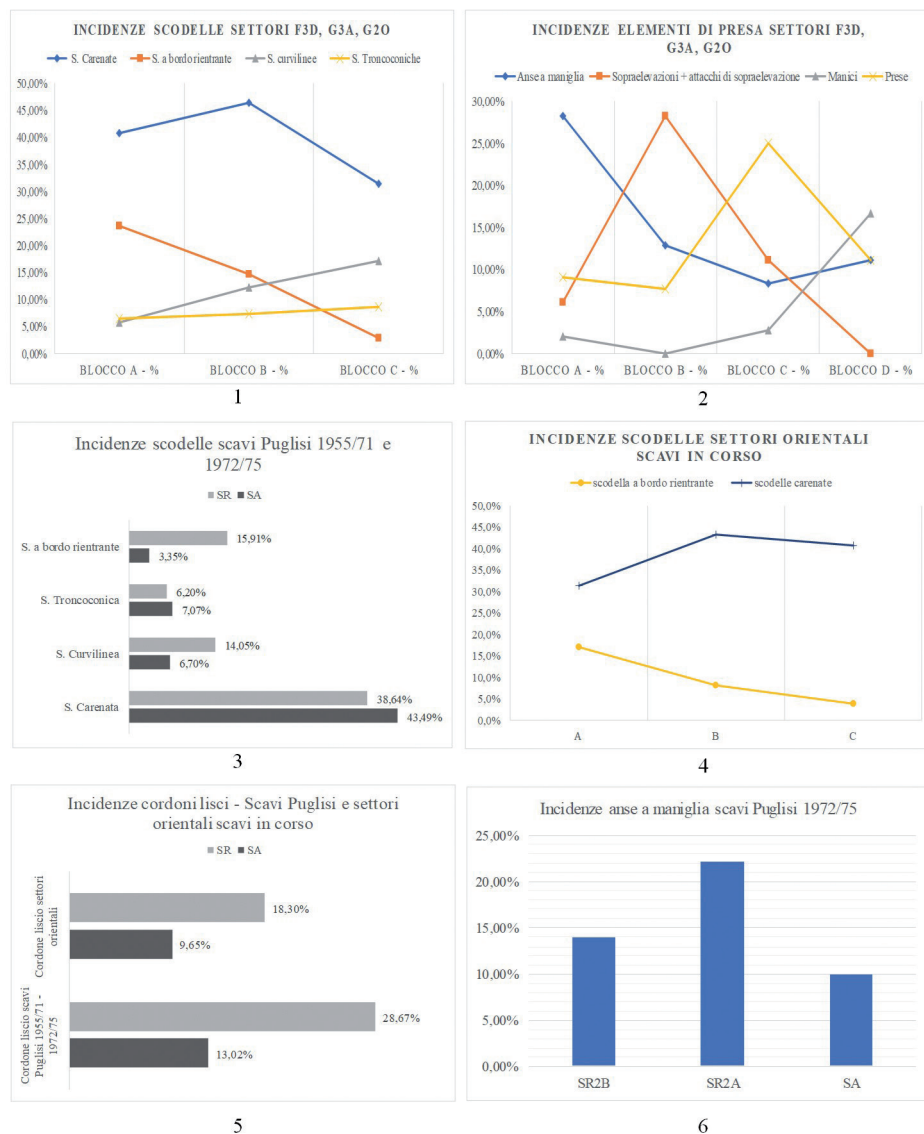 INCIDENZE SCODELLE SETTORI F3D, G3A, G2O
S. Carenate S. a bordo rientrante S. curvilinee S. Troncoconiche
50,00%
45,00%
40,00%
35,00%
30,00%
25,00%
20,00%
15,00%
10,00%
5,00%
0,00%
BLOCCO A - % BLOCCO B - % BLOCCO C - %
1
INCIDENZE ELEMENTI DI PRESA SETTORI F3D,
G3A, G2O
Anse a maniglia Sopraelevazioni + attacchi di sopraelevazione Manici Prese
30,00%
25,00%
20,00%
15,00%
10,00%
5,00%
0,00%
BLOCCO A - % BLOCCO B - % BLOCCO C - % BLOCCO D - %
2
Incidenze scodelle scavi Puglisi 1955/71 e
1972/75
SR SA
S. a bordo rientrante 15,91%
3,35%
S. Troncoconica 6,20%
7,07%
S. Curvilinea 14,05%
6,70%
S. Carenata 38,64%
43,49%
3
INCIDENZE SCODELLE SETTORI ORIENTALI
SCAVI IN CORSO
scodella a bordo rientrante scodelle carenate
50,0%
45,0%
40,0%
35,0%
30,0%
25,0%
20,0%
15,0%
10,0%
5,0%
0,0%
A B C
4
Incidenze cordoni lisci - Scavi Puglisi e settori
orientali scavi in corso
SR SA
Cordone liscio settori
orientali
18,30%
9,65%
Cordone liscio scavi
Puglisi 1955/71 -
1972/75
28,67%
13,02%
5
Incidenze anse a maniglia scavi Puglisi 1972/75
25,00%
20,00%
15,00%
10,00%
5,00%
0,00%
SR2B SR2A SA
6